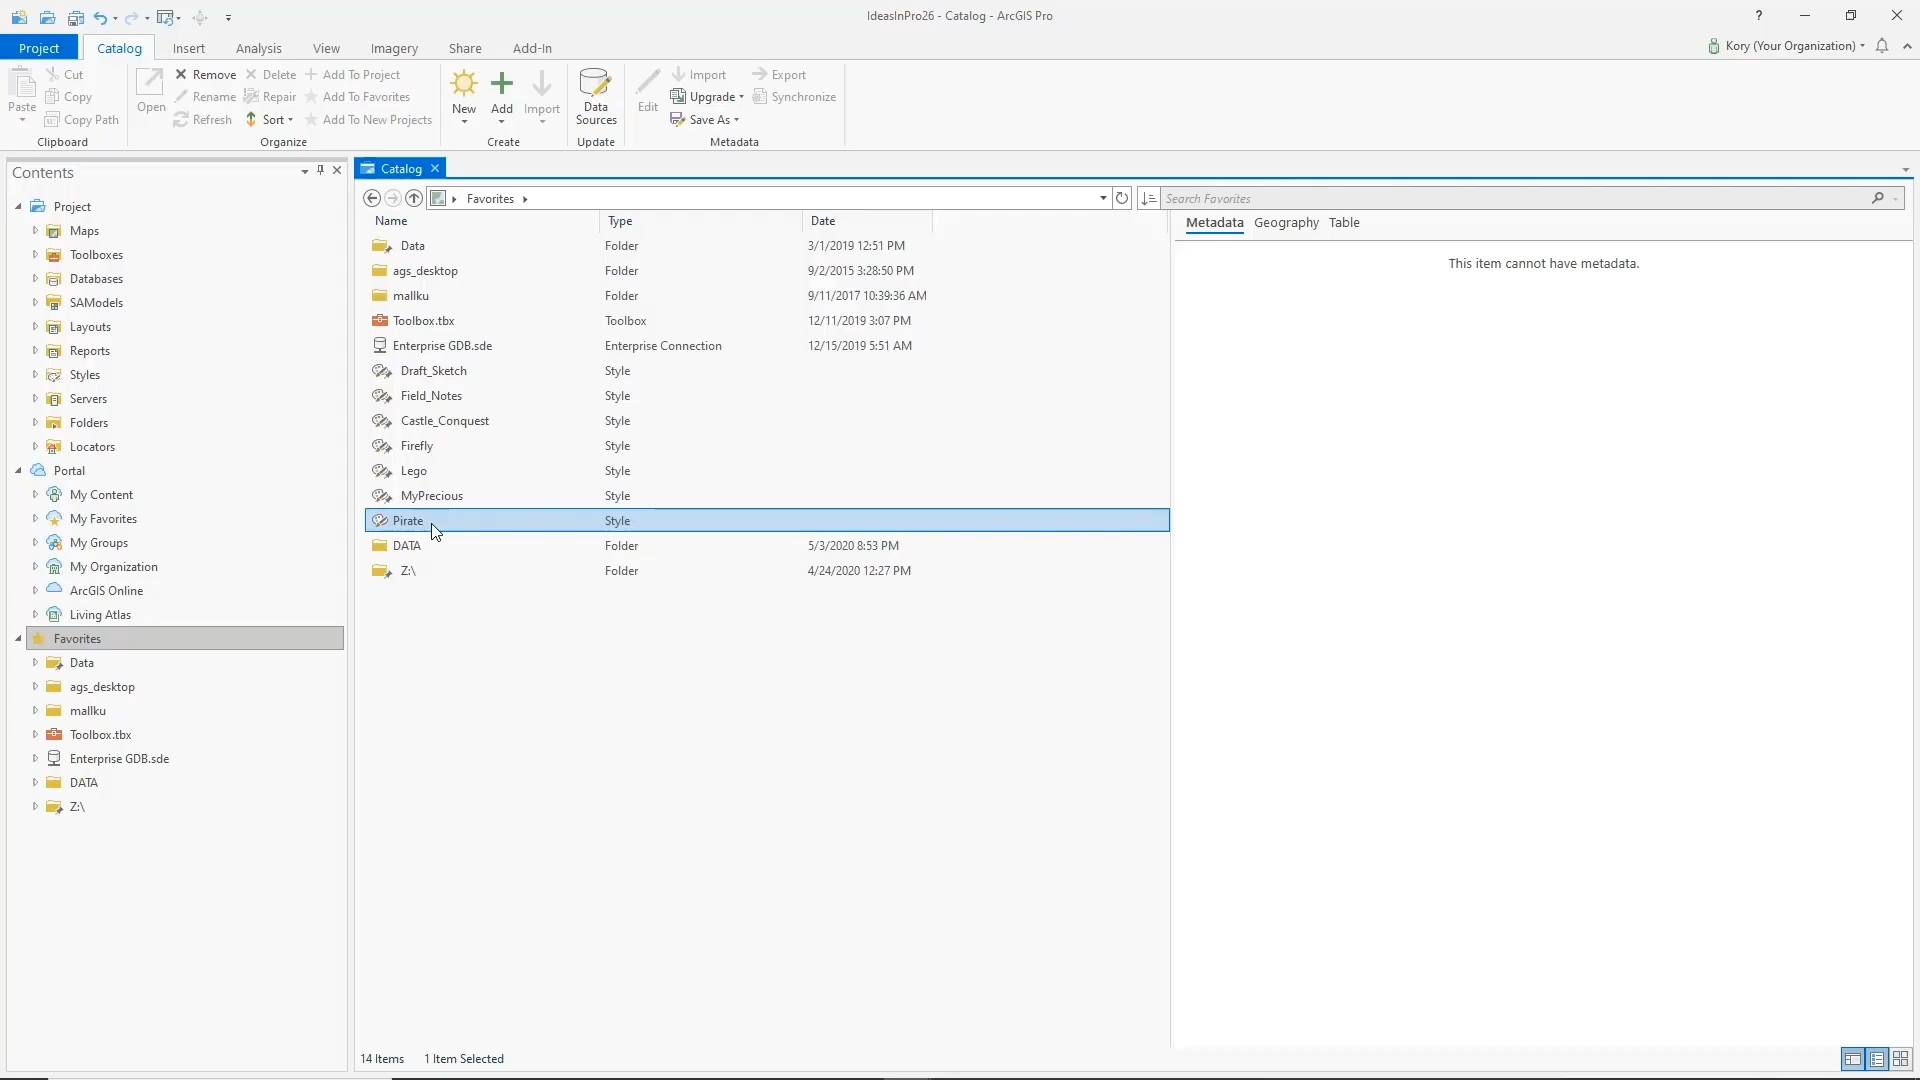 IdeasInPro26 - Catalog - ArcGIS Pro
?
Project Catalog Insert Analysis View Imagery Share Add-In
Kory (Your Organization)
Paste
Cut
Copy
Copy Path
Clipboard
Open
Remove Delete Add To Project
Rename Repair Add To Favorites
Refresh Sort Add To New Projects
Organize
New Add Import
Create
Data
Sources
Update
Edit
Import Export
Upgrade Synchronize
Save As
Metadata
Contents
Project
Maps
Toolboxes
Databases
SAModels
Layouts
Reports
Styles
Servers
Folders
Locators
Portal
My Content
My Favorites
My Groups
My Organization
ArcGIS Online
Living Atlas
Favorites
Data
ags_desktop
mallku
Toolbox.tbx
Enterprise GDB.sde
DATA
Z:\
Catalog
Favorites
Search Favorites
Name Type Date
Data Folder 3/1/2019 12:51 PM
ags_desktop Folder 9/2/2015 3:28:50 PM
mallku Folder 9/11/2017 10:39:36 AM
Toolbox.tbx Toolbox 12/11/2019 3:07 PM
Enterprise GDB.sde Enterprise Connection 12/15/2019 5:51 AM
Draft_Sketch Style
Field_Notes Style
Castle_Conquest Style
Firefly Style
Lego Style
MyPrecious Style
Pirate Style
DATA Folder 5/3/2020 8:53 PM
Z:\ Folder 4/24/2020 12:27 PM
Metadata Geography Table
This item cannot have metadata.
14 Items 1 Item Selected